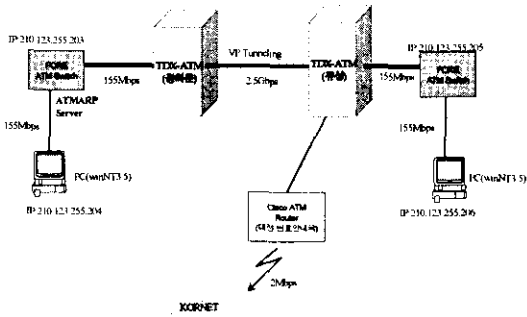 IP 210.123.255.203
FORE
ATM Switch
155Mbps
ATMARP
Server
155Mbps
PC(winNT3.5)
IP 210.123.255.204
TDX-ATM
VP Tunneling
2.5Gbps
TDX-ATM
155Mbps
IP 210.123.255.205
FORE
ATM Switch
155Mbps
PC(winNT3.5)
IP 210.123.255.206
Cisco ATM
Router
2Mbps
KORNET